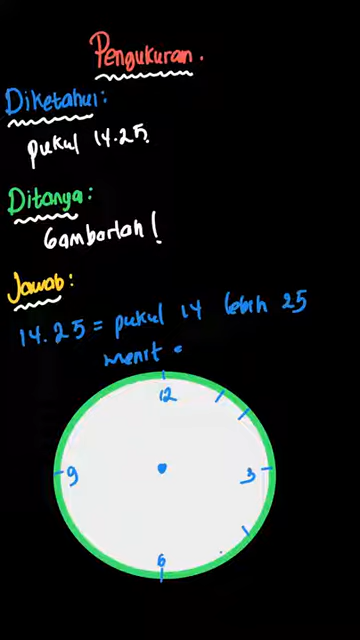 Pengukuran.
Diketahui:
pukul 14.25.
Ditanya:
Gambarlah!
Jawab:
14.25 = pukul 14 lebih 25
menit
12
9
3
6